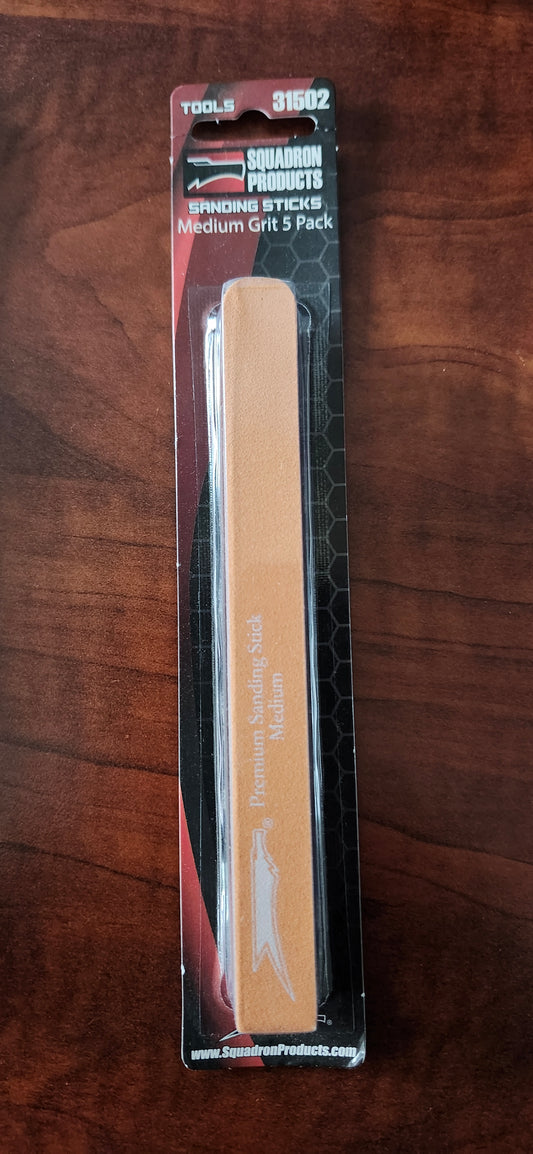 TOOLS 31502
SQUADRON
PRODUCTS
SANDING STICKS
Medium Grit 5 Pack
Premium Sanding Stick
Medium
®
®
www.SquadronProducts.com